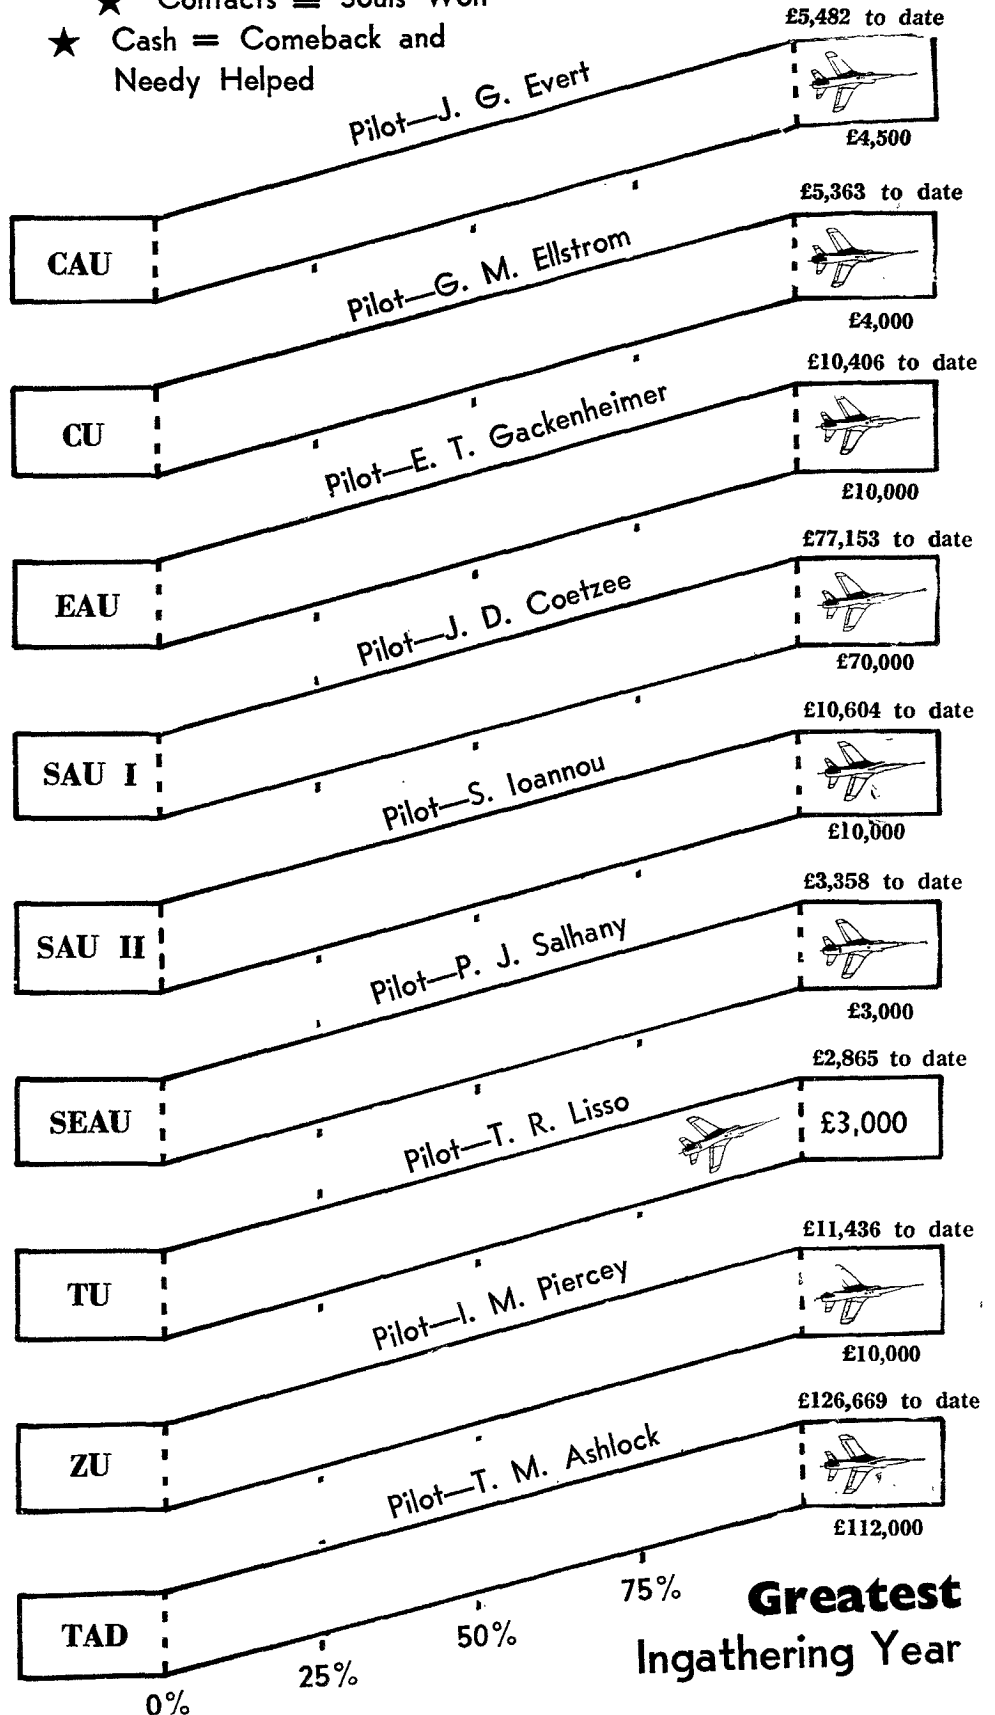 ★ Contacts = Souls Won
★ Cash = Comeback and
Needy Helped
£5,482 to date
Pilot—J. G. Evert
£4,500
CAU
£5,363 to date
Pilot—G. M. Ellstrom
£4,000
CU
£10,406 to date
Pilot—E. T. Gackenheimer
£10,000
EAU
£77,153 to date
Pilot—J. D. Coetzee
£70,000
SAU I
£10,604 to date
Pilot—S. Ioannou
£10,000
SAU II
£3,358 to date
Pilot—P. J. Salhany
£3,000
SEAU
£2,865 to date
Pilot—T. R. Lisso
£3,000
TU
£11,436 to date
Pilot—I. M. Piercey
£10,000
ZU
£126,669 to date
Pilot—T. M. Ashlock
£112,000
TAD
0%
25%
50%
75%
Greatest
Ingathering Year